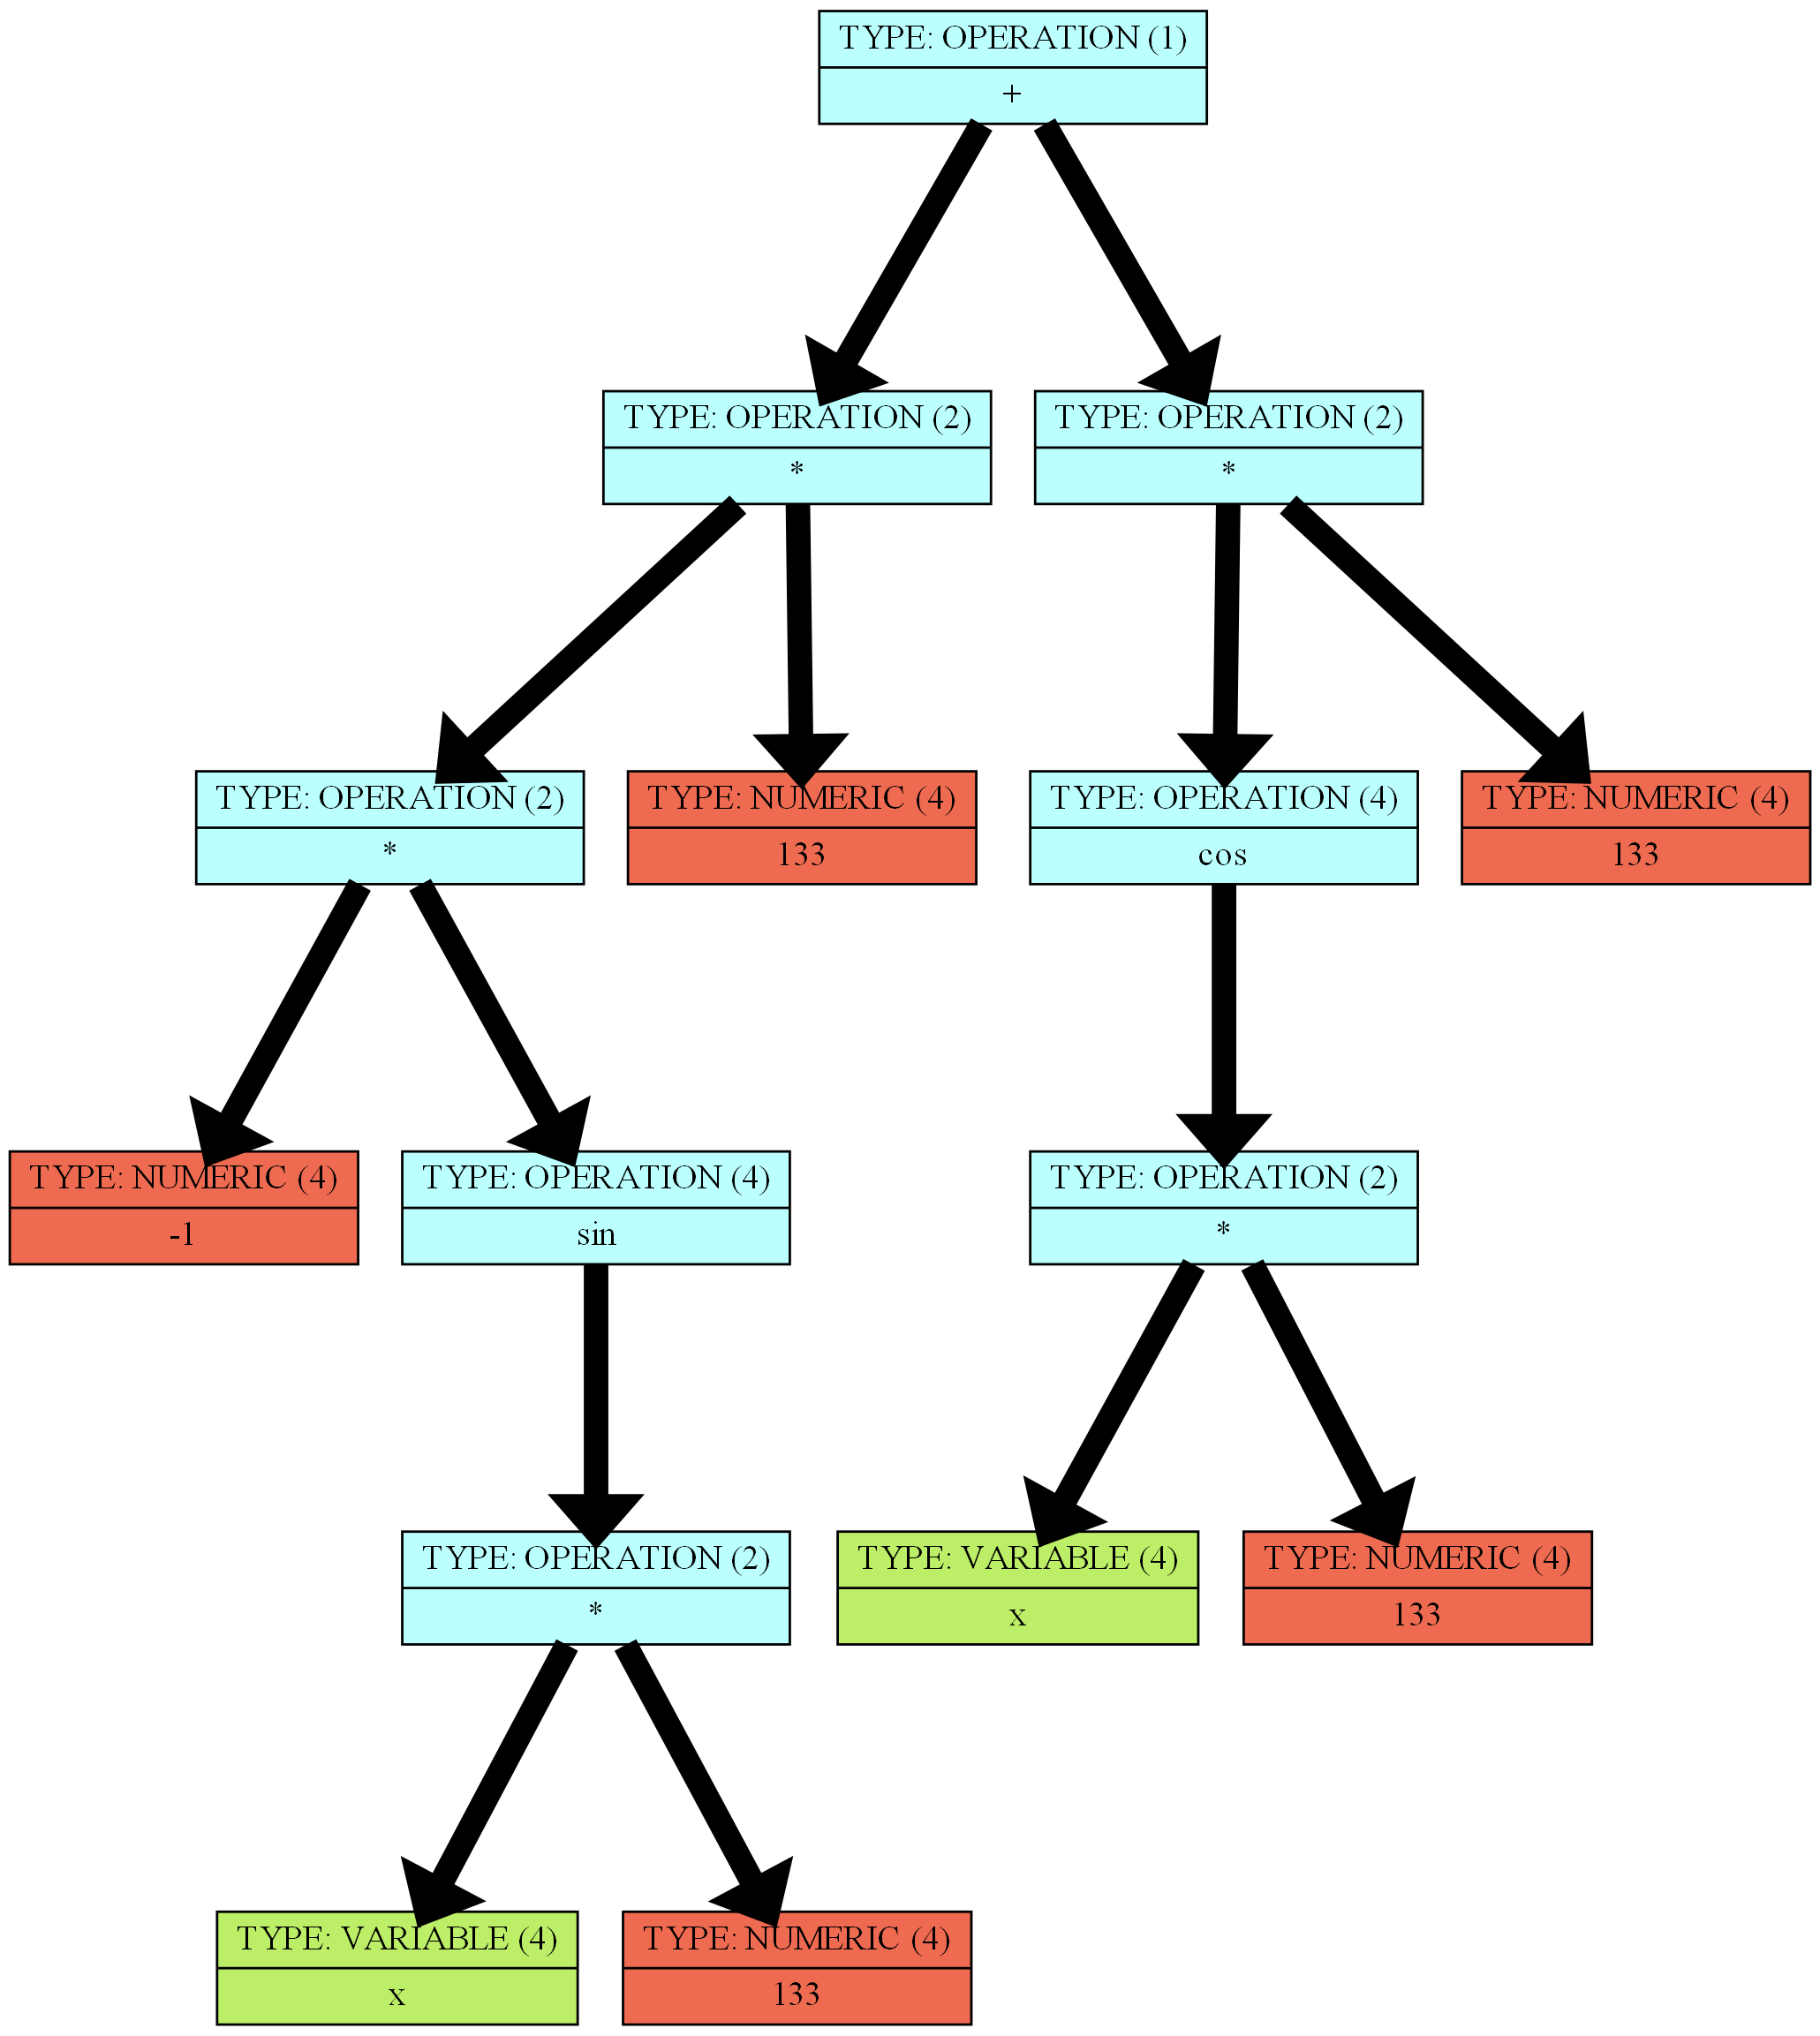 TYPE: OPERATION (1)
+
TYPE: OPERATION (2)
*
TYPE: OPERATION (2)
*
TYPE: OPERATION (2)
*
TYPE: NUMERIC (4)
133
TYPE: OPERATION (4)
cos
TYPE: NUMERIC (4)
133
TYPE: NUMERIC (4)
-1
TYPE: OPERATION (4)
sin
TYPE: OPERATION (2)
*
TYPE: OPERATION (2)
*
TYPE: VARIABLE (4)
x
TYPE: NUMERIC (4)
133
TYPE: VARIABLE (4)
x
TYPE: NUMERIC (4)
133